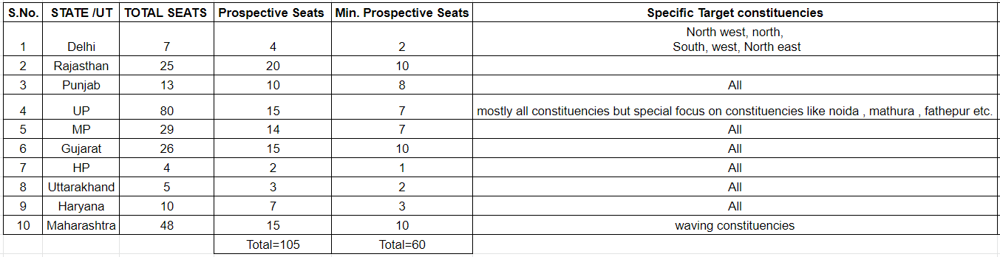 S.No. STATE /UT TOTAL SEATS Prospective Seats Min. Prospective Seats Specific Target constituencies
North west, north,
1 Delhi 7 4 2 South, west, North east
2 Rajasthan 25 20 10
3 Punjab 13 10 8 All
4 UP 80 15 7 mostly all constituencies but special focus on constituencies like noida , mathura , fathepur etc.
5 MP 29 14 7 All
6 Gujarat 26 15 10 All
7 HP 4 2 1 All
8 Uttarakhand 5 3 2 All
9 Haryana 10 7 3 All
10 Maharashtra 48 15 10 waving constituencies
Total=105 Total=60